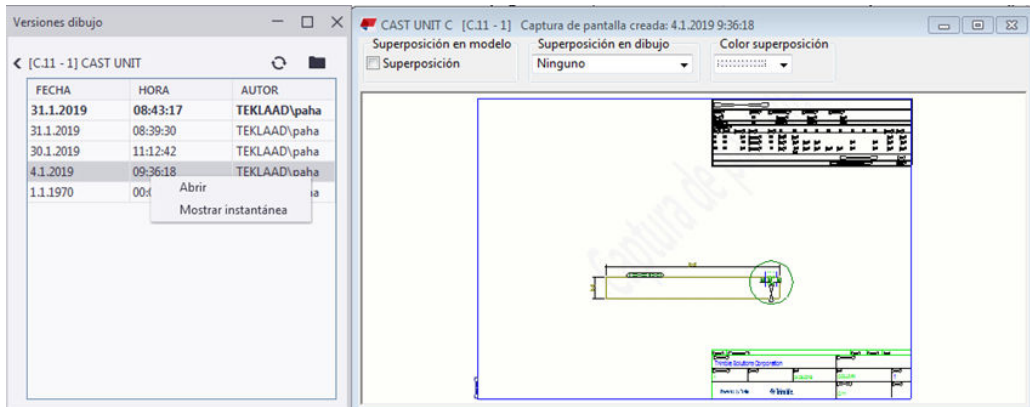 Versiones dibujo
[C.11 - 1] CAST UNIT
FECHA HORA AUTOR
31.1.2019 08:43:17 TEKLAAD\paha
31.1.2019 08:39:30 TEKLAAD\paha
30.1.2019 11:12:42 TEKLAAD\paha
4.1.2019 09:36:18 TEKLAAD\paha
1.1.1970
Abrir
Mostrar instantánea
CAST UNIT C [C.11 - 1] Captura de pantalla creada: 4.1.2019 9:36:18
Superposición en modelo Superposición en dibujo Color superposición
Superposición Ninguno
Captura de p
Trimble Solutions Corporation